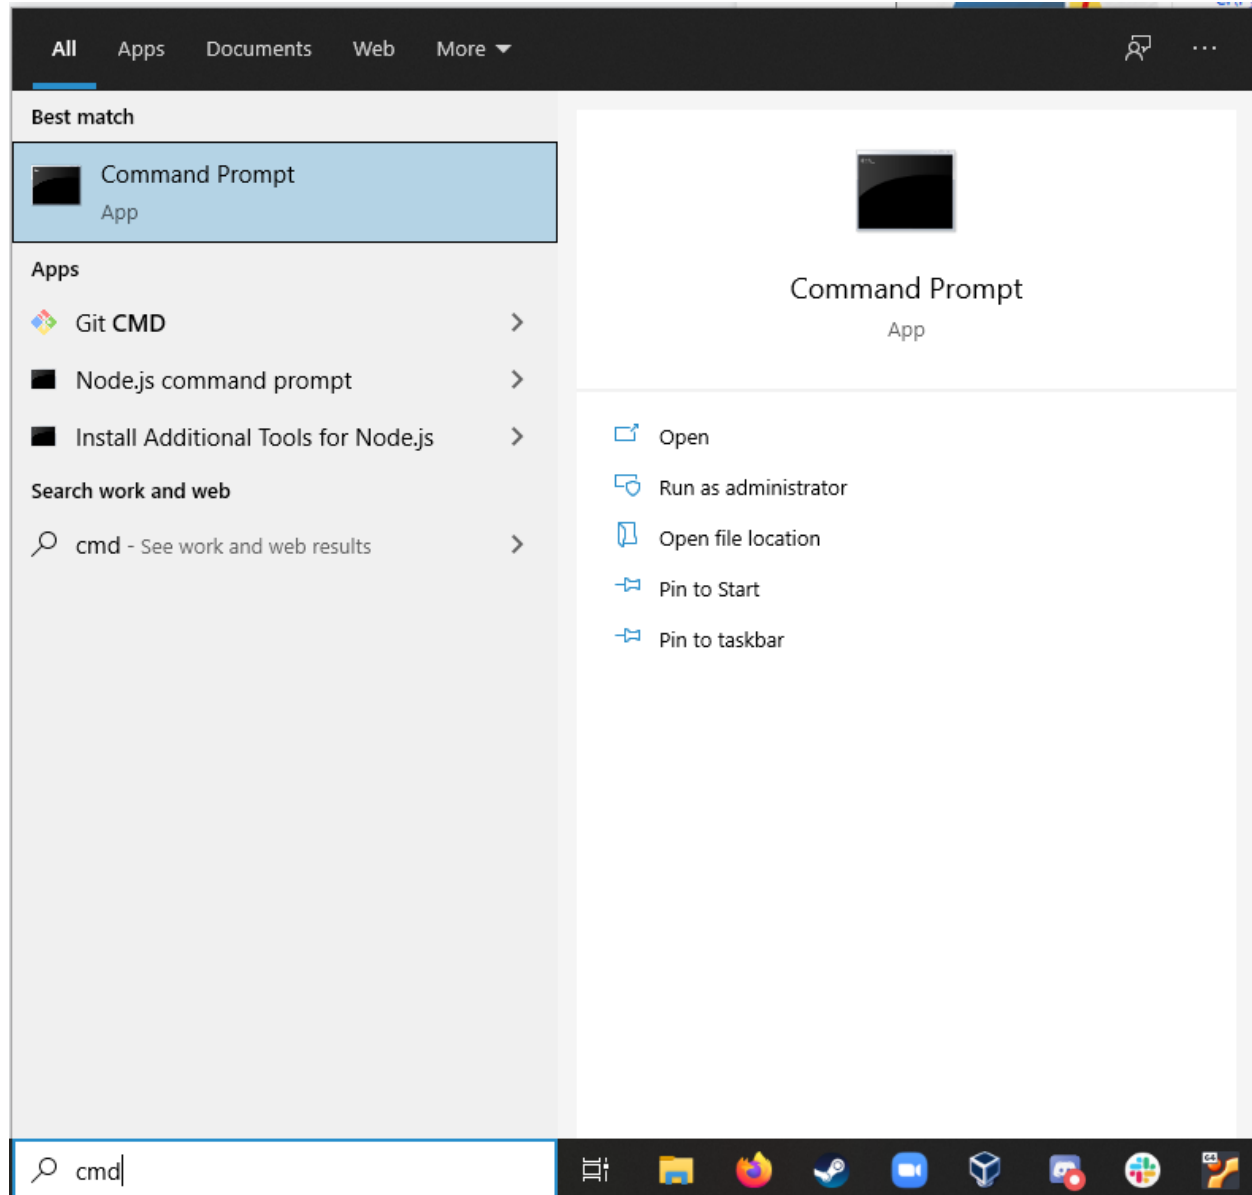 All Apps Documents Web More
Best match
Command Prompt
App
Apps
Git CMD
Node.js command prompt
Install Additional Tools for Node.js
Search work and web
cmd - See work and web results
Command Prompt
App
Open
Run as administrator
Open file location
Pin to Start
Pin to taskbar
cmd
64